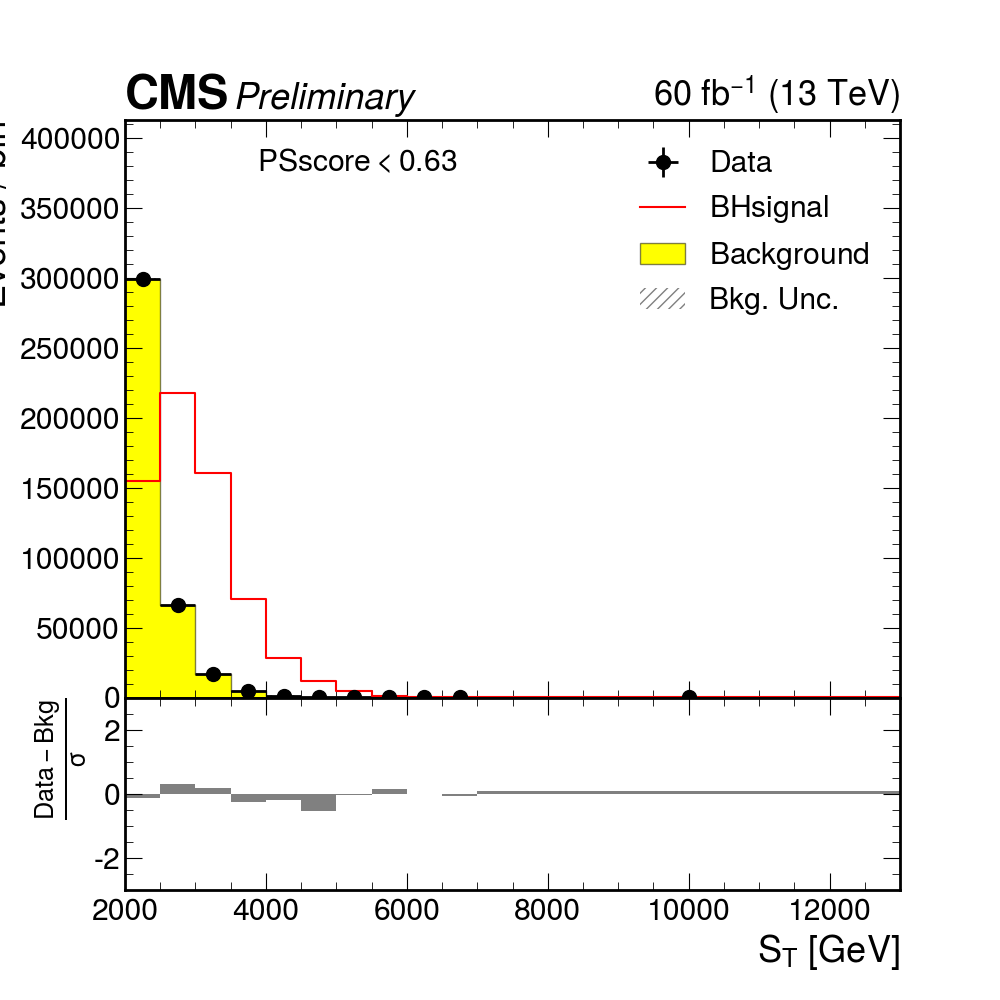 CMS Preliminary 60 fb⁻¹ (13 TeV)
PSscore < 0.63
Data
BHsignal
Background
Bkg. Unc.
400000
350000
300000
250000
200000
150000
100000
50000
0
Data – Bkg
σ
2
0
-2
2000 4000 6000 8000 10000 12000
S_T [GeV]